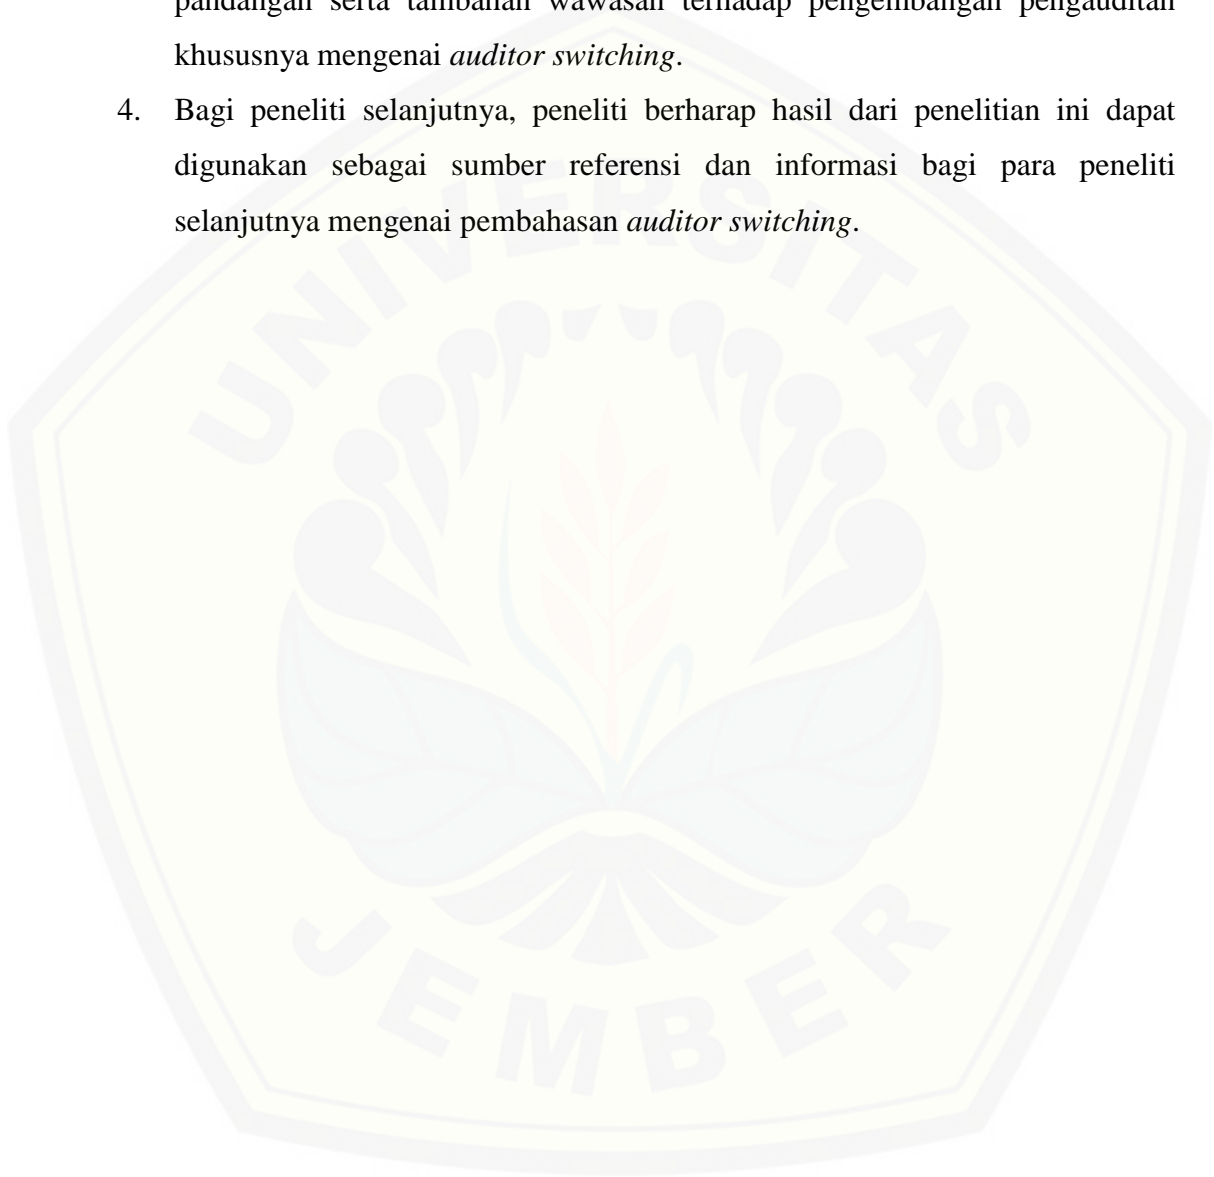 pandangan serta tambahan wawasan terhadap pengembangan pengauditan
khususnya mengenai auditor switching.
4. Bagi peneliti selanjutnya, peneliti berharap hasil dari penelitian ini dapat
digunakan sebagai sumber referensi dan informasi bagi para peneliti
selanjutnya mengenai pembahasan auditor switching.
UNIVERSITAS
JEMBER